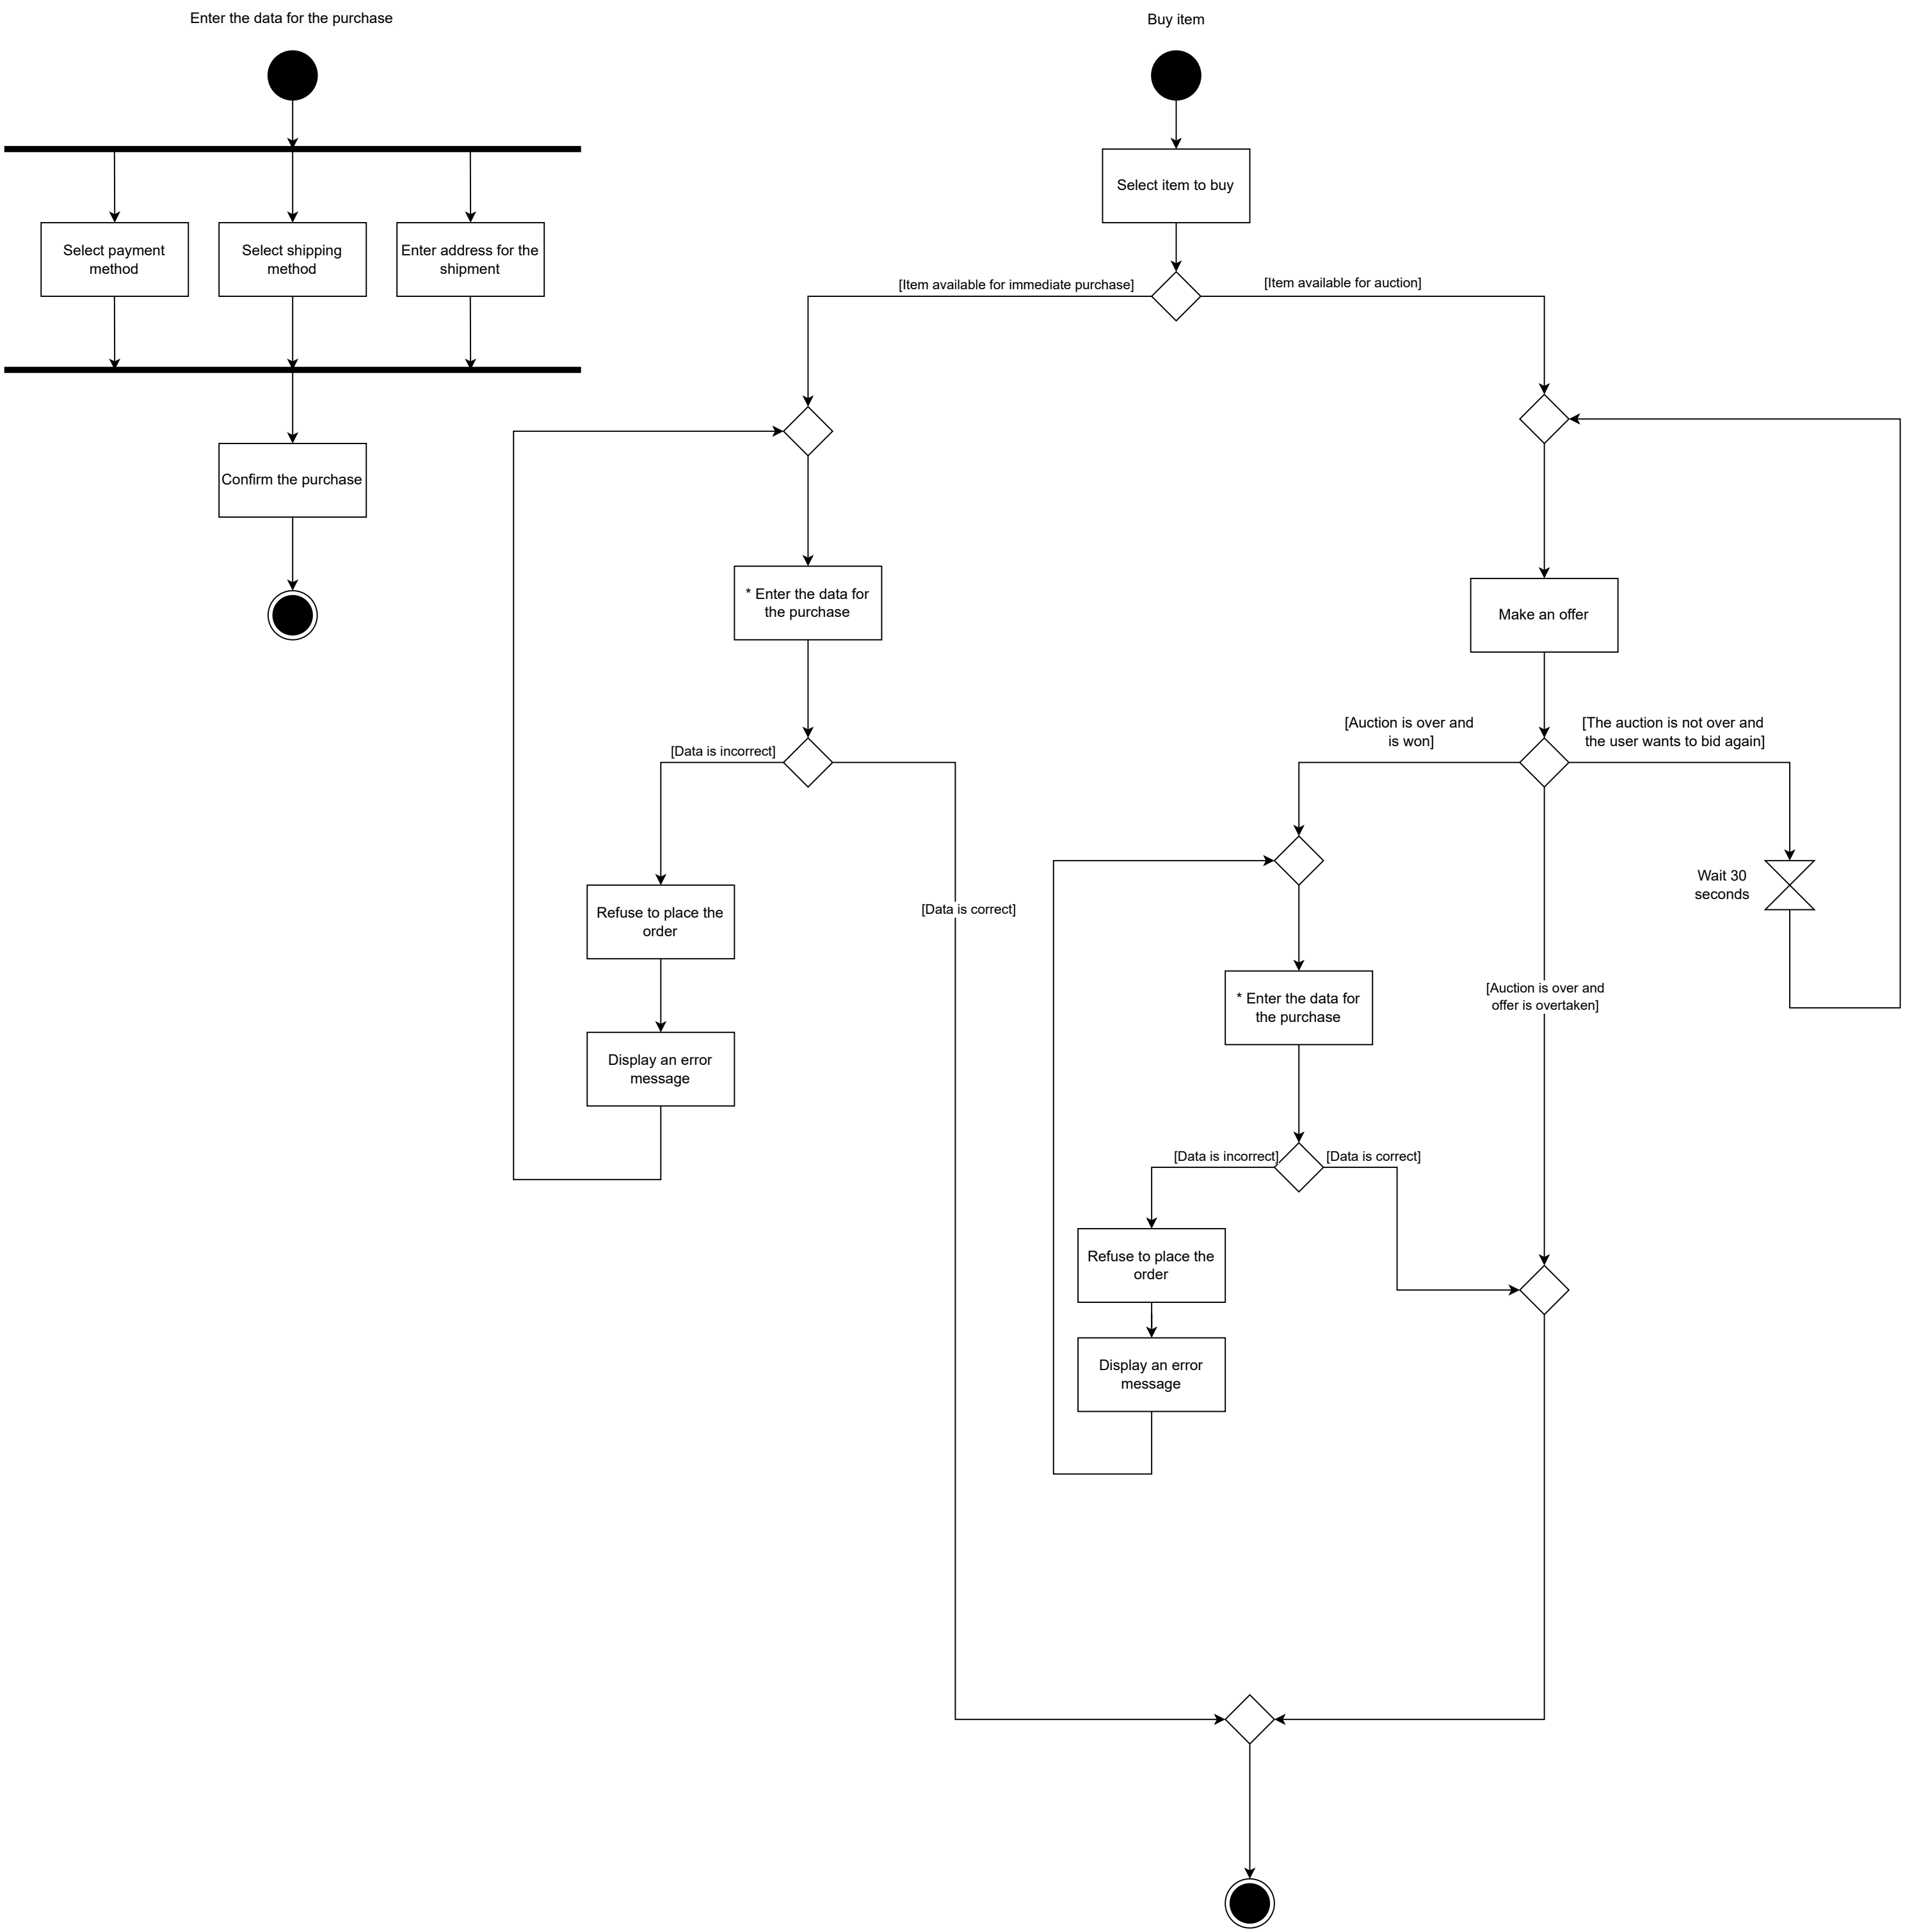 Enter the data for the purchase
Buy item
Select item to buy
Select payment
method
Select shipping
method
Enter address for the
shipment
[Item available for immediate purchase]
[Item available for auction]
Confirm the purchase
* Enter the data for
the purchase
Make an offer
[Data is incorrect]
[Auction is over and
is won]
[The auction is not over and
the user wants to bid again]
Wait 30
seconds
Refuse to place the
order
[Data is correct]
[Auction is over and
offer is overtaken]
* Enter the data for
the purchase
Display an error
message
[Data is incorrect]
[Data is correct]
Refuse to place the
order
Display an error
message